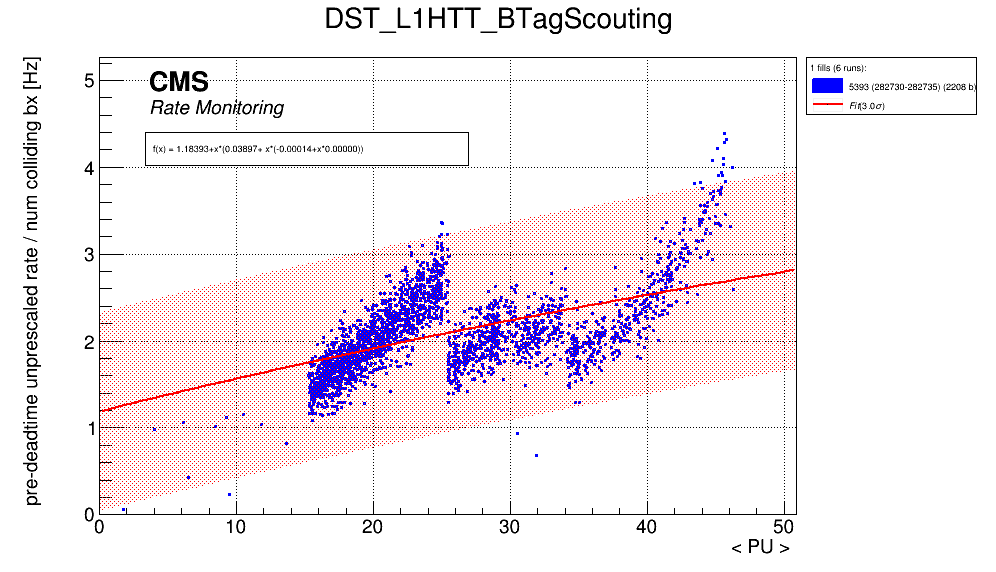 DST_L1HTT_BTagScouting
pre-deadtime unprescaled rate / num colliding bx [Hz]
5
4
3
2
1
0
CMS
Rate Monitoring
f(x) = 1.18393+x*(0.03897+ x*(-0.00014+x*0.00000))
1 fills (6 runs):
5393 (282730-282735) (2208 b)
Fit(3.0σ)
0 10 20 30 40 50
< PU >